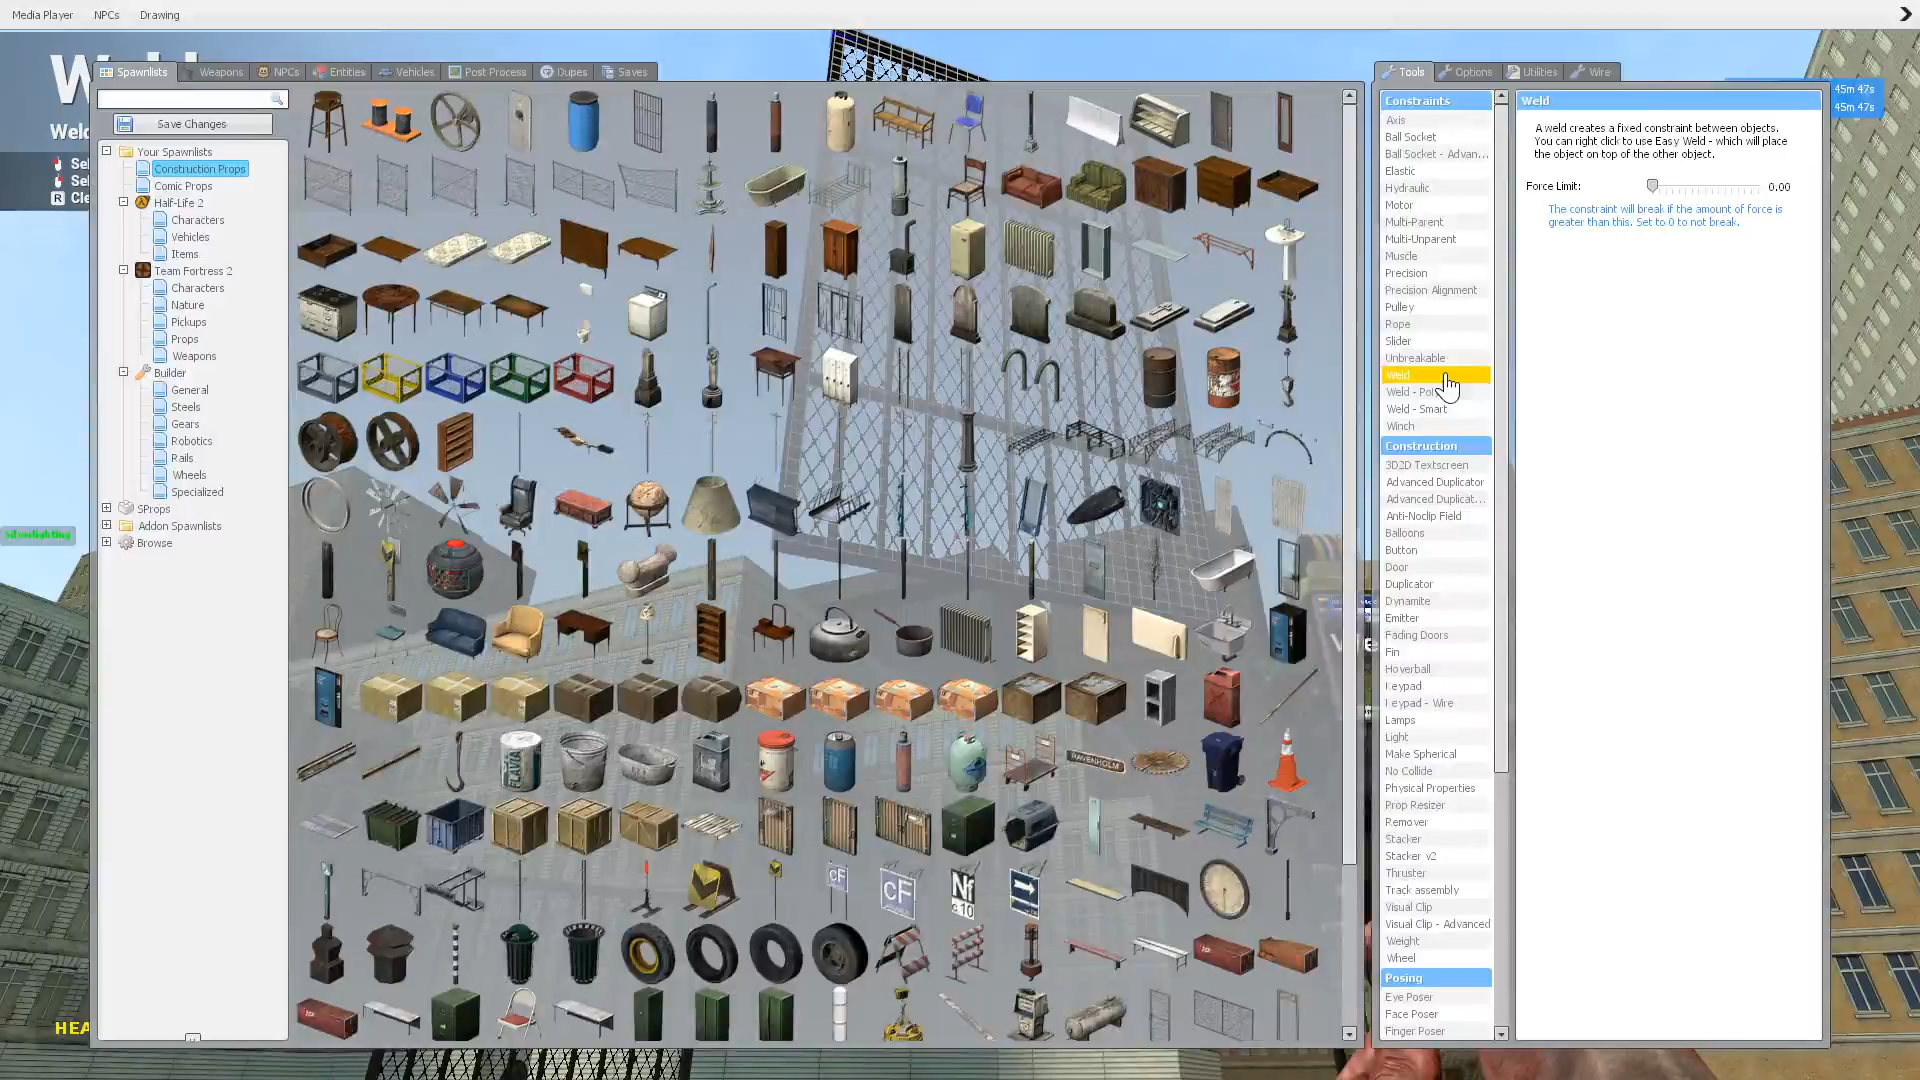 Media Player
NPCs
Drawing
Spawnlists
Weapons
NPCs
Entities
Vehicles
Post Process
Dupes
Saves
Tools
Options
Utilities
Wire
Save Changes
Your Spawnlists
Construction Props
Comic Props
Half-Life 2
Characters
Vehicles
Items
Team Fortress 2
Characters
Nature
Pickups
Props
Weapons
Builder
General
Steels
Gears
Robotics
Rails
Wheels
Specialized
SProps
Addon Spawnlists
Browse
R
HEA
RAVENHOLM
cF
cF
Nf
e 10
Constraints
Axis
Ball Socket
Ball Socket - Advan...
Elastic
Hydraulic
Motor
Multi-Parent
Multi-Unparent
Muscle
Precision
Precision Alignment
Pulley
Rope
Slider
Unbreakable
Weld
Weld - Po
Weld - Smart
Winch
Construction
3D2D Textscreen
Advanced Duplicator
Advanced Duplicat...
Anti-Noclip Field
Balloons
Button
Door
Duplicator
Dynamite
Emitter
Fading Doors
Fin
Hoverball
Keypad
Keypad - Wire
Lamps
Light
Make Spherical
No Collide
Physical Properties
Prop Resizer
Remover
Stacker
Stacker v2
Thruster
Track assembly
Visual Clip
Visual Clip - Advanced
Weight
Wheel
Posing
Eye Poser
Face Poser
Finger Poser
Weld
A weld creates a fixed constraint between objects.
You can right click to use Easy Weld - which will place
the object on top of the other object.
Force Limit:
0.00
The constraint will break if the amount of force is
greater than this. Set to 0 to not break.
45m 47s
45m 47s